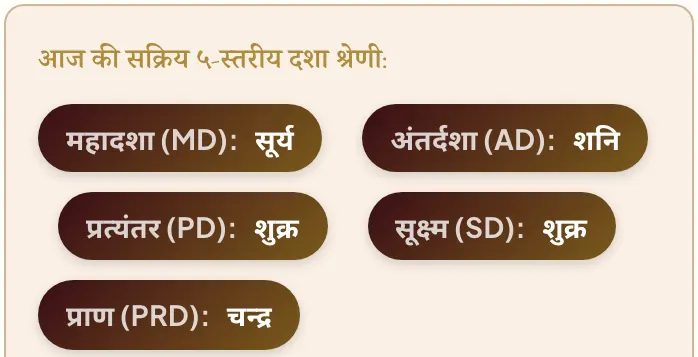 आज की सक्रिय ५-स्तरीय दशा श्रेणी:
महादशा (MD): सूर्य
अंतर्दशा (AD): शनि
प्रत्यंतर (PD): शुक्र
सूक्ष्म (SD): शुक्र
प्राण (PRD): चन्द्र